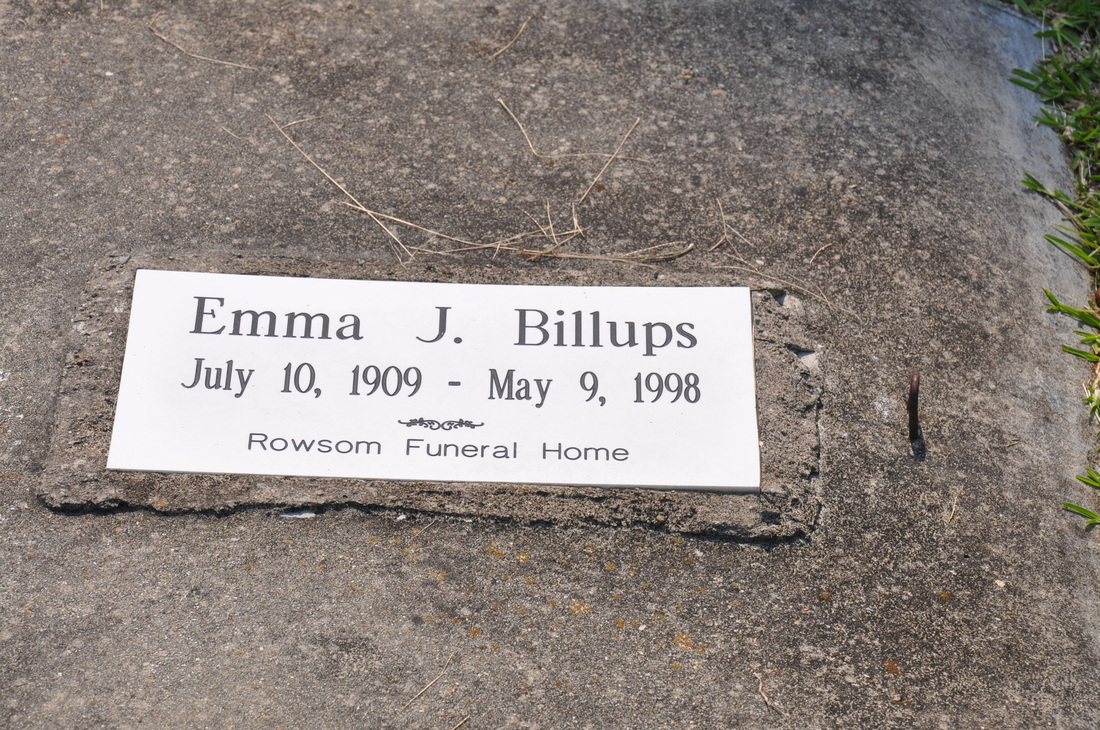 Emma J. Billups
July 10, 1909 - May 9, 1998
Rowsom Funeral Home